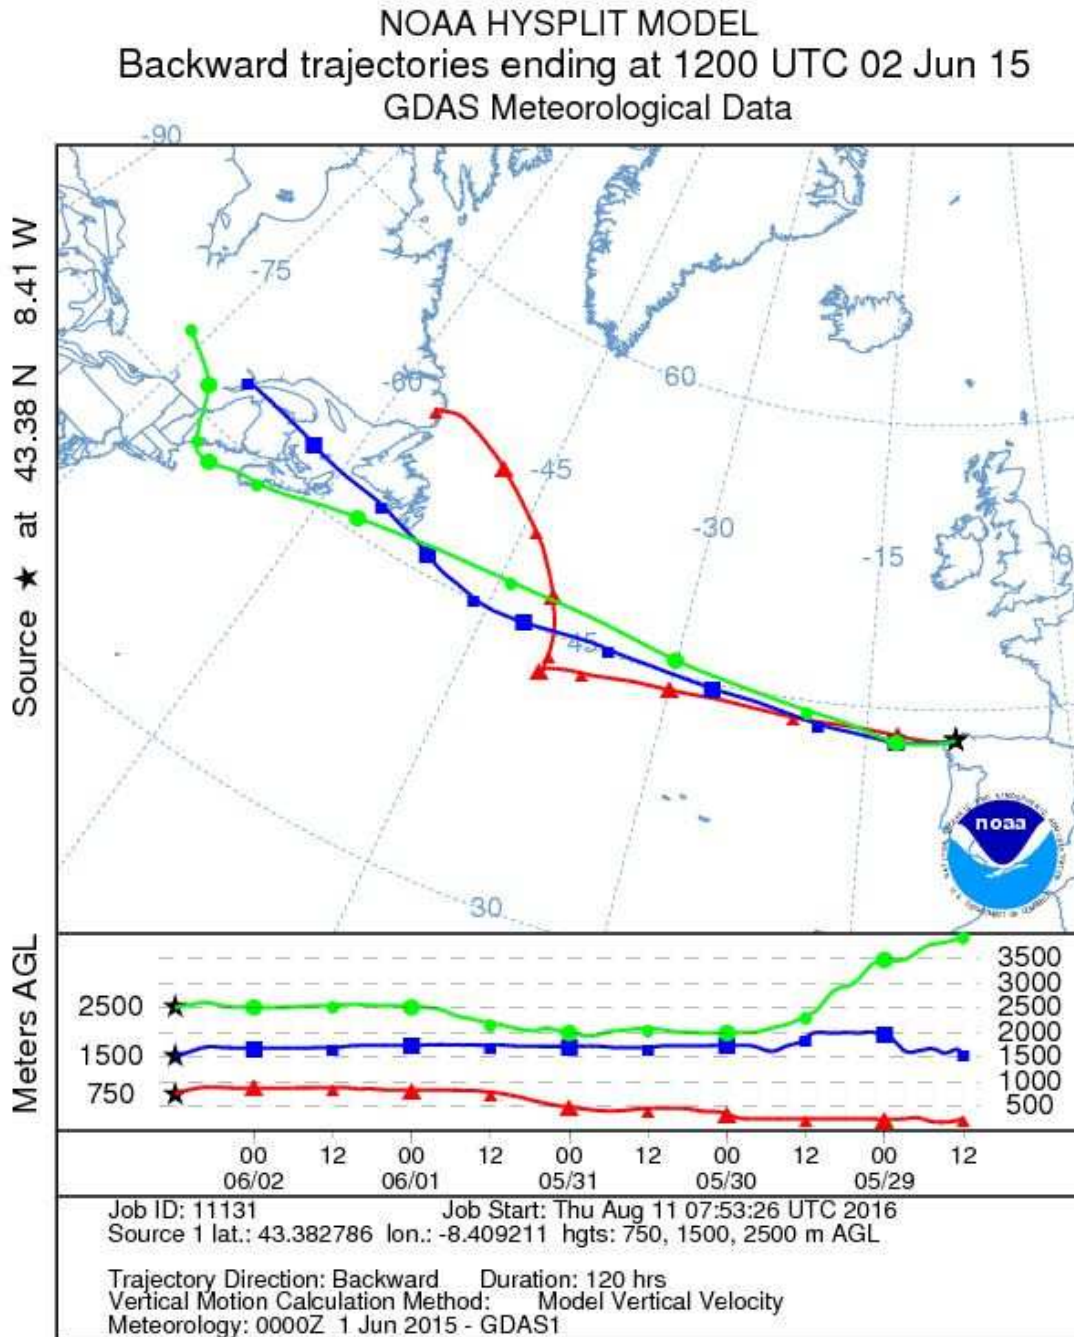 NOAA HYSPLIT MODEL
Backward trajectories ending at 1200 UTC 02 Jun 15
GDAS Meteorological Data
Source ★ at 43.38 N 8.41 W
-90
-75
-60
60
-45
-30
-15
0
45
30
noaa
Meters AGL
2500
1500
750
3500
3000
2500
2000
1500
1000
500
00 12 00 12 00 12 00 12 00 12
06/02 06/01 05/31 05/30 05/29
Job ID: 11131 Job Start: Thu Aug 11 07:53:26 UTC 2016
Source 1 lat.: 43.382786 lon.: -8.409211 hgts: 750, 1500, 2500 m AGL
Trajectory Direction: Backward Duration: 120 hrs
Vertical Motion Calculation Method: Model Vertical Velocity
Meteorology: 0000Z 1 Jun 2015 - GDAS1